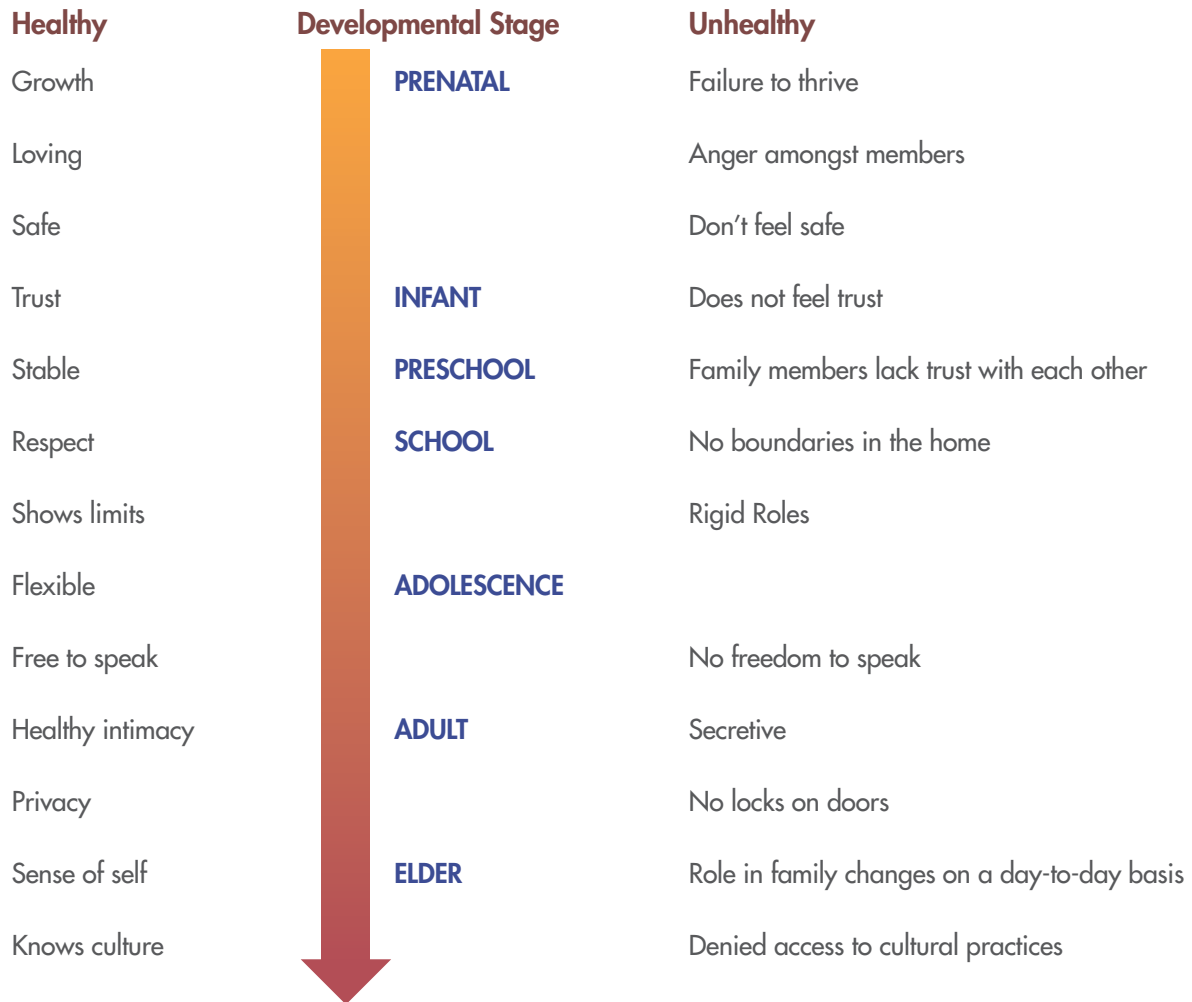 Healthy Developmental Stage Unhealthy
Growth PRENATAL Failure to thrive
Loving Anger amongst members
Safe Don’t feel safe
Trust INFANT Does not feel trust
Stable PRESCHOOL Family members lack trust with each other
Respect SCHOOL No boundaries in the home
Shows limits Rigid Roles
Flexible ADOLESCENCE
Free to speak No freedom to speak
Healthy intimacy ADULT Secretive
Privacy No locks on doors
Sense of self ELDER Role in family changes on a day-to-day basis
Knows culture Denied access to cultural practices